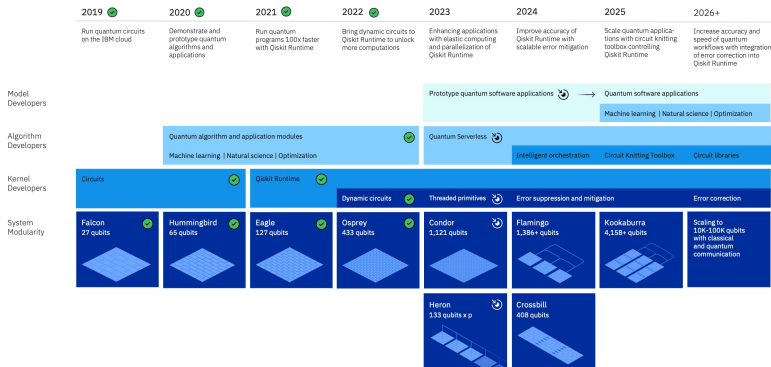 2019
2020
2021
2022
2023
2024
2025
2026+
Run quantum circuits
on the IBM cloud
Demonstrate and
prototype quantum
algorithms and
applications
Run quantum
programs 100x faster
with Qiskit Runtime
Bring dynamic circuits to
Qiskit Runtime to unlock
more computations
Enhancing applications
with elastic computing
and parallelization of
Qiskit Runtime
Improve accuracy of
Qiskit Runtime with
scalable error mitigation
Scale quantum applica-
tions with circuit knitting
toolbox controlling
Qiskit Runtime
Increase accuracy and
speed of quantum
workflows with integration
of error correction into
Qiskit Runtime
Model
Developers
Prototype quantum software applications
Quantum software applications
Machine learning | Natural science | Optimization
Algorithm
Developers
Quantum algorithm and application modules
Machine learning | Natural science | Optimization
Quantum Serverless
Intelligent orchestration
Circuit Knitting Toolbox
Circuit libraries
Kernel
Developers
Circuits
Qiskit Runtime
Dynamic circuits
Threaded primitives
Error suppression and mitigation
Error correction
System
Modularity
Falcon
27 qubits
Hummingbird
65 qubits
Eagle
127 qubits
Osprey
433 qubits
Condor
1,121 qubits
Flamingo
1,386+ qubits
Kookaburra
4,158+ qubits
Scaling to
10K-100K qubits
with classical
and quantum
communication
Heron
133 qubits x p
Crossbill
408 qubits